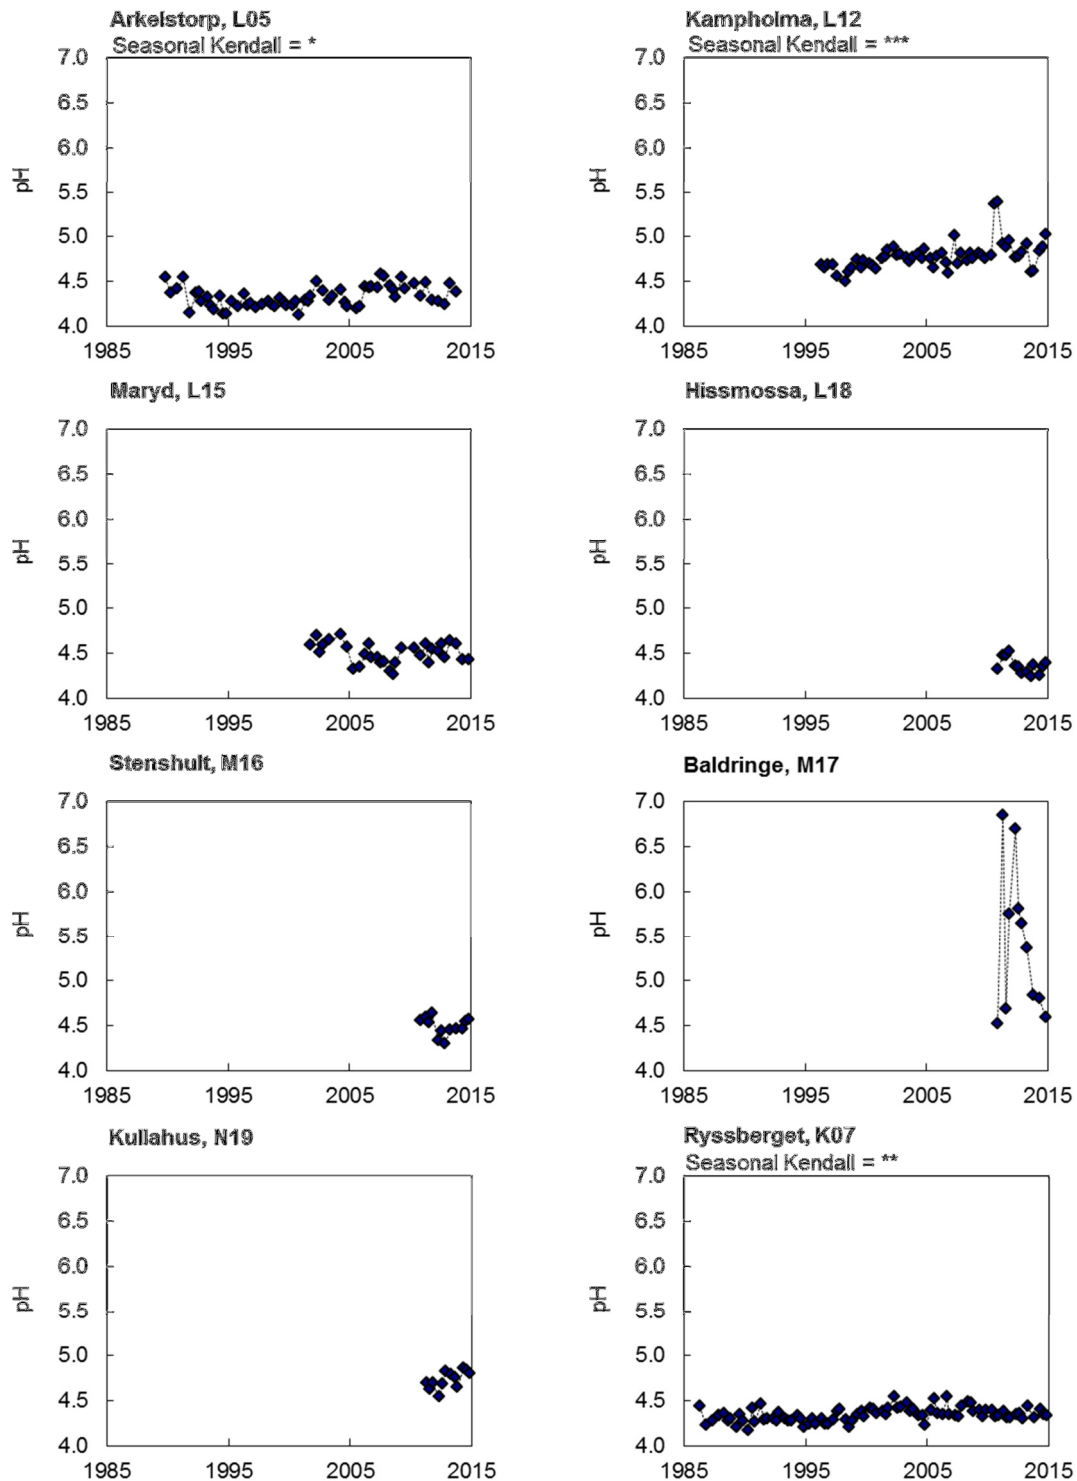 Arkelstorp, L05
Seasonal Kendall = *
7.0
6.5
6.0
5.5
5.0
4.5
4.0
pH
1985 1995 2005 2015
Kampholma, L12
Seasonal Kendall = ***
7.0
6.5
6.0
5.5
5.0
4.5
4.0
pH
1985 1995 2005 2015
Maryd, L15
7.0
6.5
6.0
5.5
5.0
4.5
4.0
pH
1985 1995 2005 2015
Hissmossa, L18
7.0
6.5
6.0
5.5
5.0
4.5
4.0
pH
1985 1995 2005 2015
Stenshult, M16
7.0
6.5
6.0
5.5
5.0
4.5
4.0
pH
1985 1995 2005 2015
Baldringe, M17
7.0
6.5
6.0
5.5
5.0
4.5
4.0
pH
1985 1995 2005 2015
Kullahus, N19
7.0
6.5
6.0
5.5
5.0
4.5
4.0
pH
1985 1995 2005 2015
Ryssberget, K07
Seasonal Kendall = **
7.0
6.5
6.0
5.5
5.0
4.5
4.0
pH
1985 1995 2005 2015